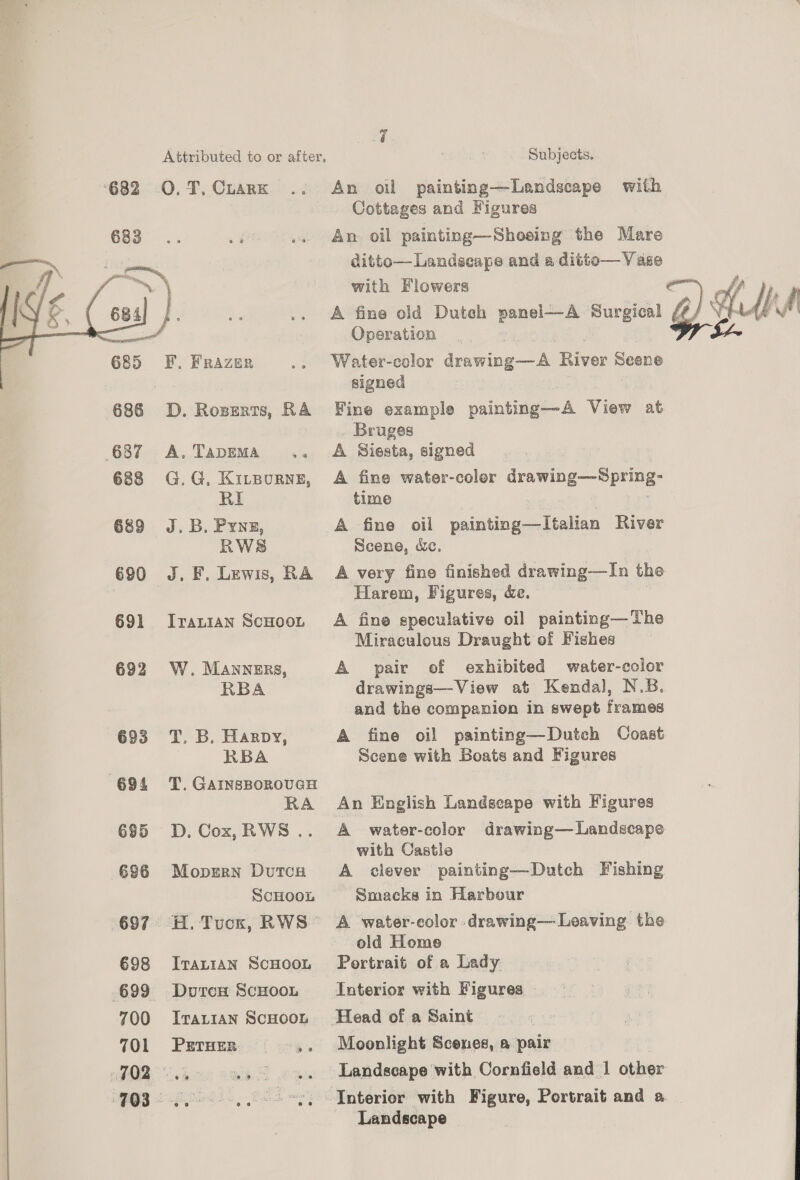 7
Attributed to or after, Subjects.
682 O. T. CLARK .. An oil painting—Landscape with
Cottages and Figures
683 .. .. .. An oil painting—Shoeing the Mare
ditto—Landscape and a ditto—Vase
with Flowers
684 .. .. A fine old Dutch panel—A Surgical
Operation
685 F. FRAZER .. Water-color drawing—A River Scene
signed
686 D. ROBERTS, RA Fine example painting—A View at
Bruges
687 A. TADEMA .. A Siesta, signed
688 G. G. KILBURNE, A fine water-color drawing—Spring-
RI time
689 J. B. PYNE, A fine oil painting—Italian River
RWS Scene, &c.
690 J. F. LEWIS, RA A very fine finished drawing—In the
Harem, Figures, &c.
691 ITALIAN SCHOOL A fine speculative oil painting—The
Miraculous Draught of Fishes
692 W. MANNERS, A pair of exhibited water-color
RBA drawings—View at Kendal, N.B.
and the companion in swept frames
693 T. B. HARDY, A fine oil painting—Dutch Coast
RBA Scene with Boats and Figures
694 T. GAINSBOROUGH
RA An English Landscape with Figures
695 D. COX, RWS .. A water-color drawing—Landscape
with Castle
696 MODERN DUTCH A clever painting—Dutch Fishing
SCHOOL Smacks in Harbour
697 H. TUCK, RWS A water-color drawing—Leaving the
old Home
698 ITALIAN SCHOOL Portrait of a Lady
699 DUTCH SCHOOL Interior with Figures
700 ITALIAN SCHOOL Head of a Saint
701 PETHER .. Moonlight Scenes, a pair
702 .. .. .. Landscape with Cornfield and 1 other
703 .. .. .. Interior with Figure, Portrait and a
Landscape